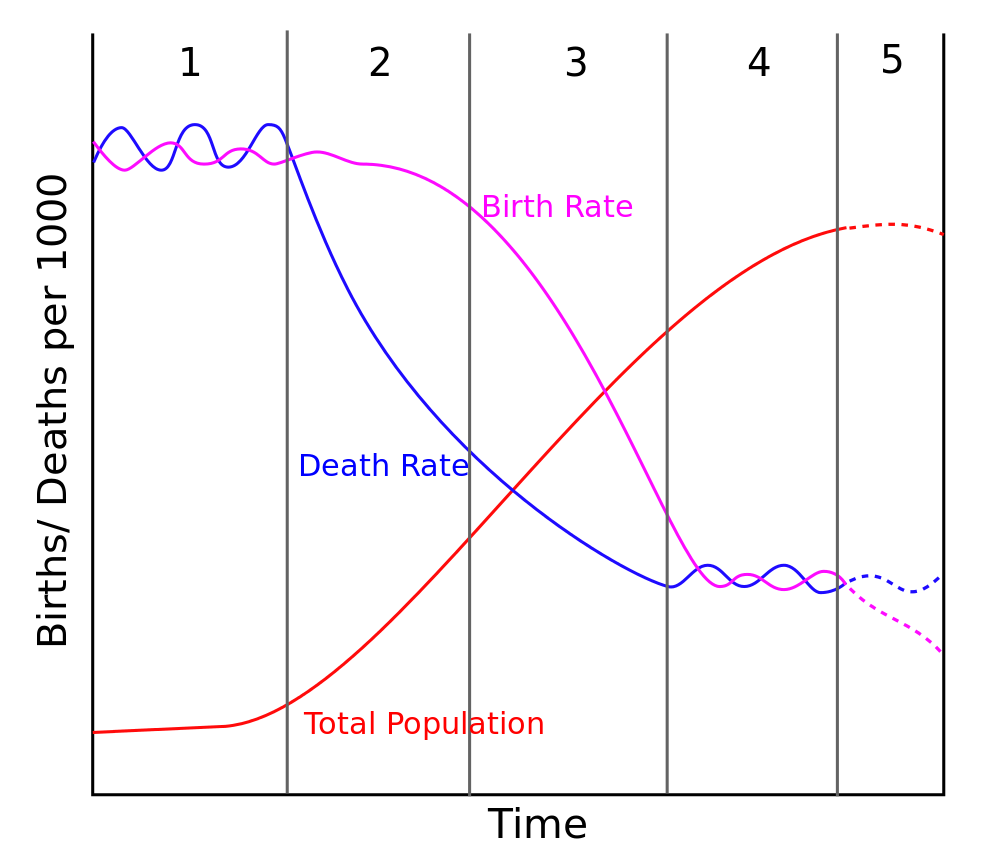 1
2
3
4
5
Births/ Deaths per 1000
Birth Rate
Death Rate
Total Population
Time